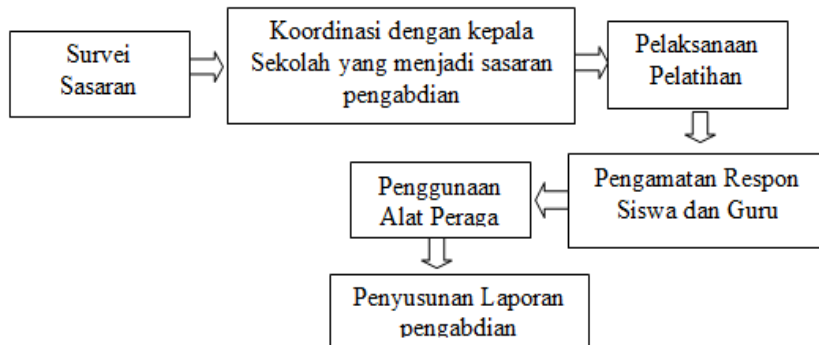 Survei
Sasaran
Koordinasi dengan kepala
Sekolah yang menjadi sasaran
pengabdian
Pelaksanaan
Pelatihan
Pengamatan Respon
Siswa dan Guru
Penggunaan
Alat Peraga
Penyusunan Laporan
pengabdian